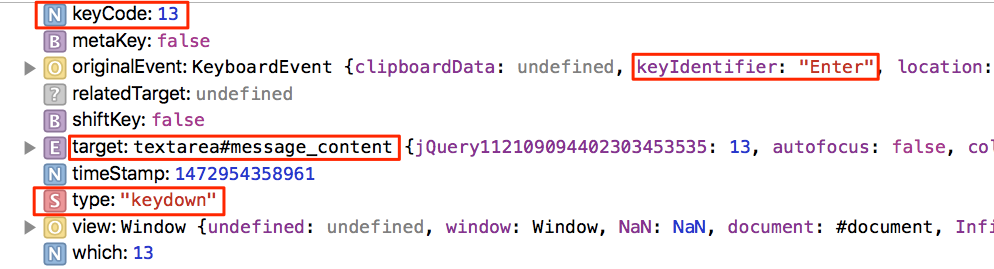 N keyCode: 13
B metaKey: false
O originalEvent: KeyboardEvent {clipboardData: undefined, keyIdentifier: "Enter", location:
? relatedTarget: undefined
B shiftKey: false
E target: textarea#message_content {jQuery112109094402303453535: 13, autofocus: false, col
N timeStamp: 1472954358961
S type: "keydown"
O view: Window {undefined: undefined, window: Window, NaN: NaN, document: #document, Infi
N which: 13